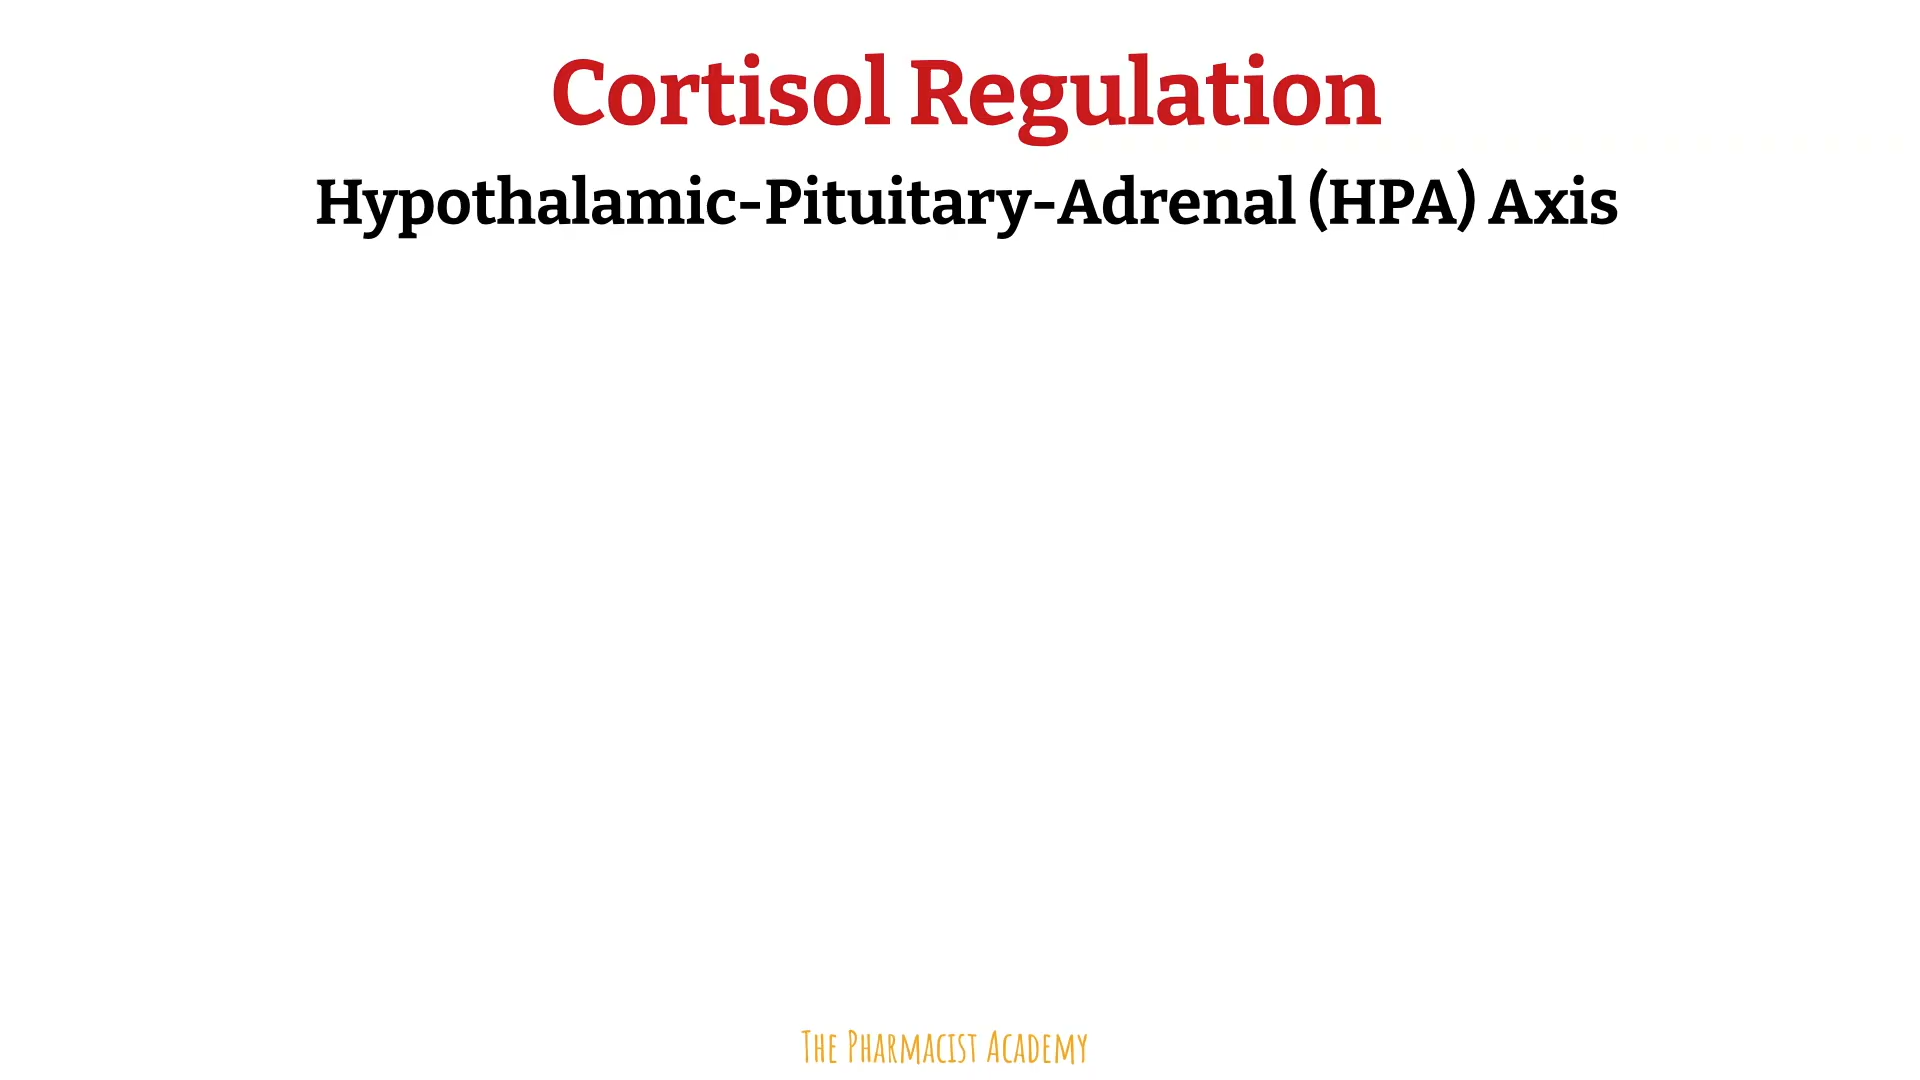 Cortisol Regulation
Hypothalamic-Pituitary-Adrenal (HPA) Axis
The Pharmacist Academy